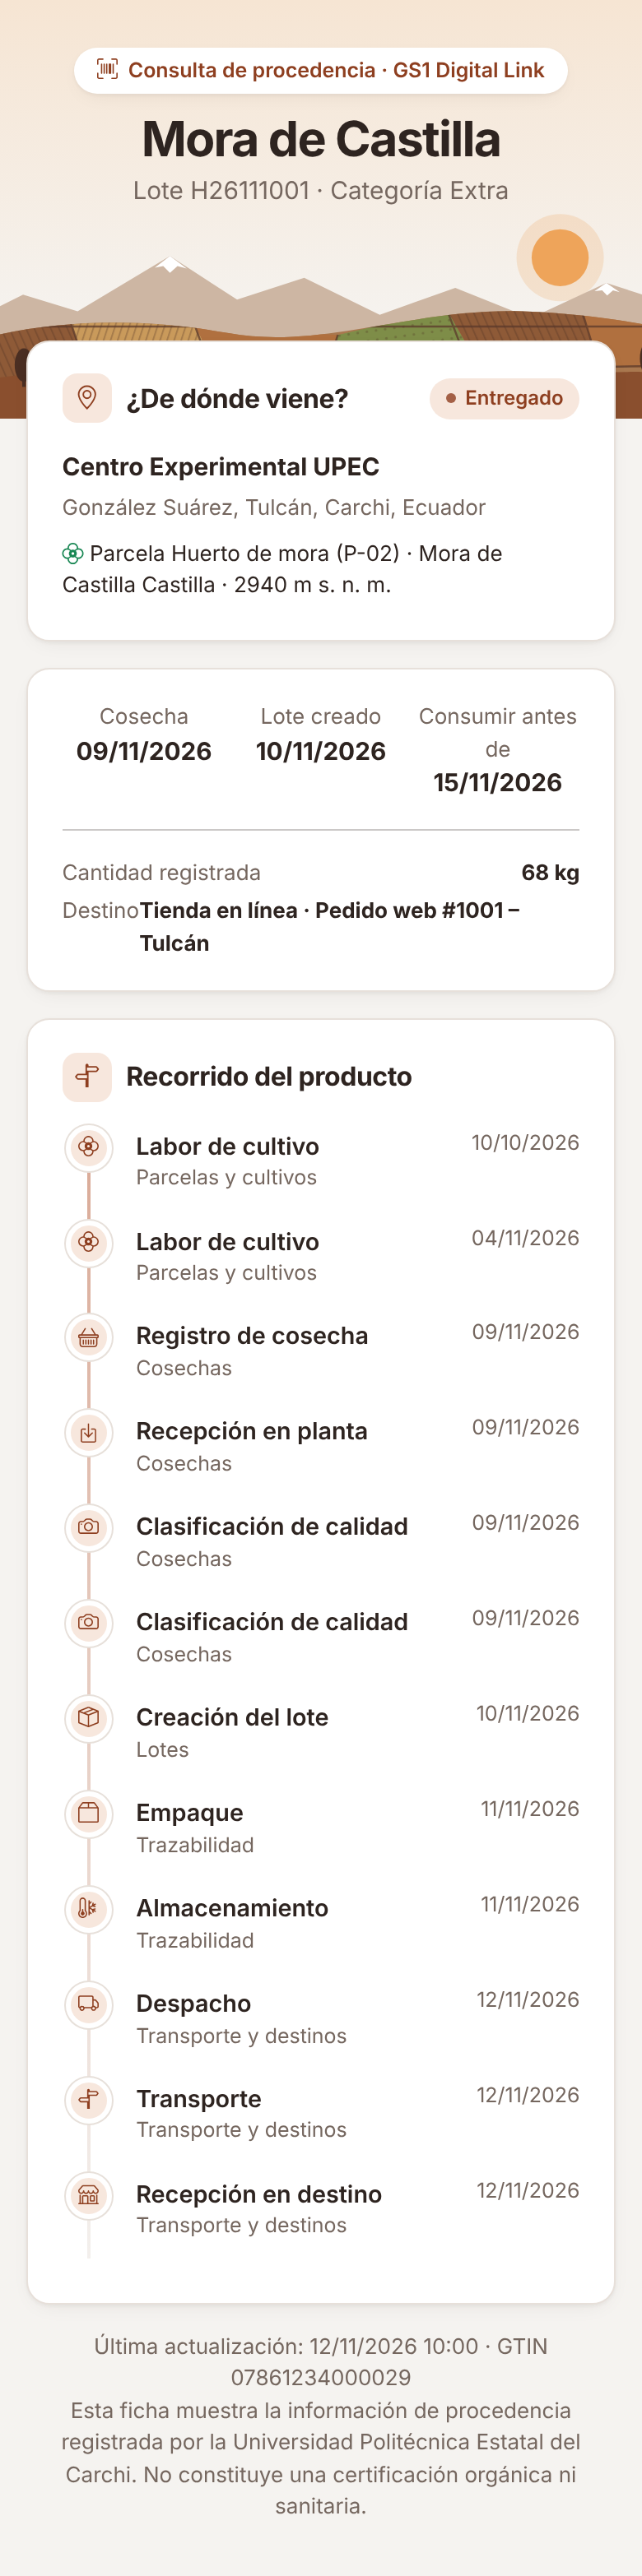 Consulta de procedencia · GS1 Digital Link
Mora de Castilla
Lote H26111001 · Categoría Extra
¿De dónde viene?
Entregado
Centro Experimental UPEC
González Suárez, Tulcán, Carchi, Ecuador
Parcela Huerto de mora (P-02) · Mora de
Castilla Castilla · 2940 m s. n. m.
Cosecha
09/11/2026
Lote creado
10/11/2026
Consumir antes
de
15/11/2026
Cantidad registrada
68 kg
Destino Tienda en línea · Pedido web #1001 –
Tulcán
Recorrido del producto
Labor de cultivo
10/10/2026
Parcelas y cultivos
Labor de cultivo
04/11/2026
Parcelas y cultivos
Registro de cosecha
09/11/2026
Cosechas
Recepción en planta
09/11/2026
Cosechas
Clasificación de calidad
09/11/2026
Cosechas
Clasificación de calidad
09/11/2026
Cosechas
Creación del lote
10/11/2026
Lotes
Empaque
11/11/2026
Trazabilidad
Almacenamiento
11/11/2026
Trazabilidad
Despacho
12/11/2026
Transporte y destinos
Transporte
12/11/2026
Transporte y destinos
Recepción en destino
12/11/2026
Transporte y destinos
Última actualización: 12/11/2026 10:00 · GTIN
07861234000029
Esta ficha muestra la información de procedencia
registrada por la Universidad Politécnica Estatal del
Carchi. No constituye una certificación orgánica ni
sanitaria.